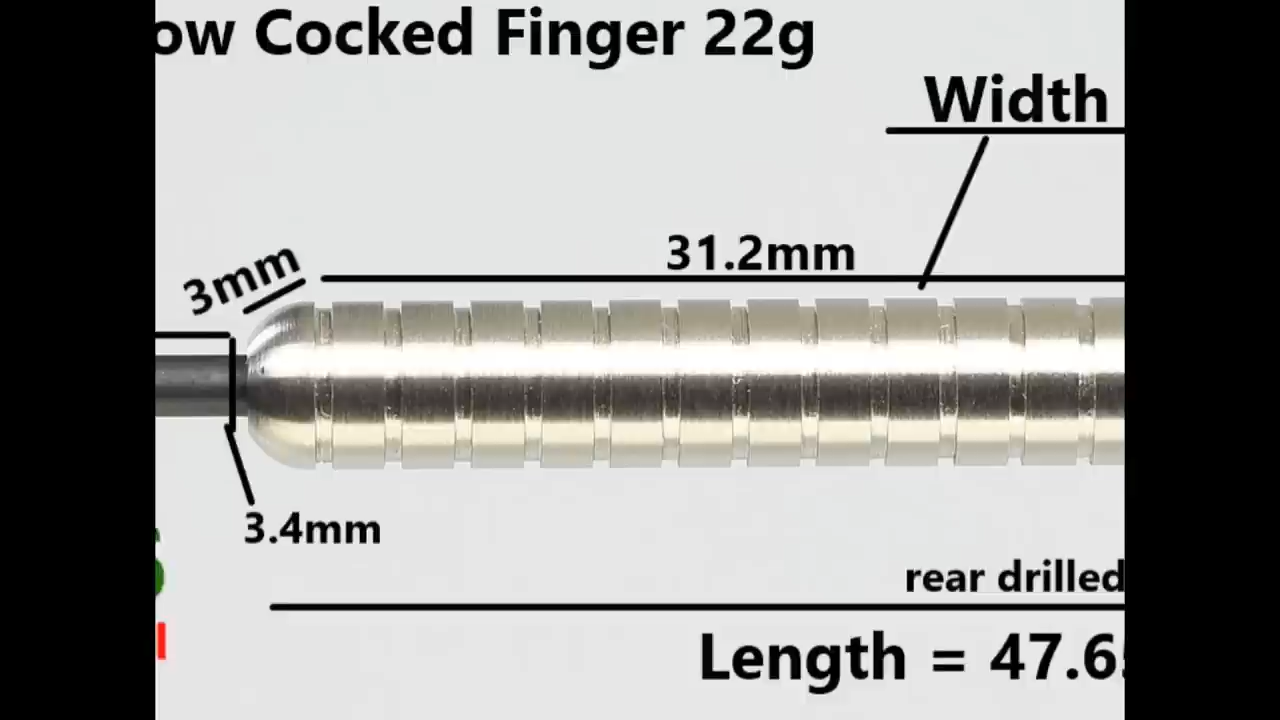 ow Cocked Finger 22g
Width
31.2mm
3mm
3.4mm
rear drilled
Length = 47.6